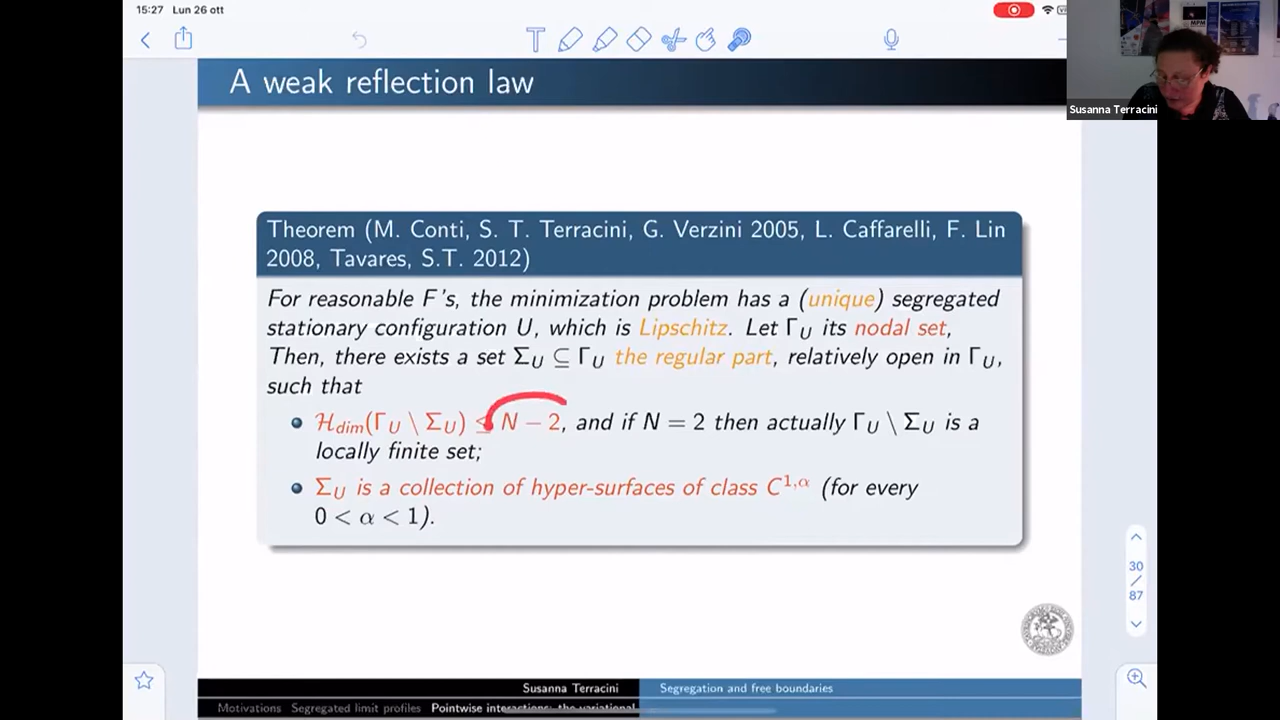 15:27 Lun 26 ott
A weak reflection law
Susanna Terracini
Theorem (M. Conti, S. T. Terracini, G. Verzini 2005, L. Caffarelli, F. Lin
2008, Tavares, S.T. 2012)
For reasonable F's, the minimization problem has a (unique) segregated
stationary configuration U, which is Lipschitz. Let Γ_U its nodal set,
Then, there exists a set Σ_U ⊆ Γ_U the regular part, relatively open in Γ_U,
such that
• ℋ_dim(Γ_U \ Σ_U) ≤ N − 2, and if N = 2 then actually Γ_U \ Σ_U is a
locally finite set;
• Σ_U is a collection of hyper-surfaces of class C^{1,α} (for every
0 < α < 1).
30
/
87
Susanna Terracini Segregation and free boundaries
Motivations Segregated limit profiles Pointwise interactions: the variational